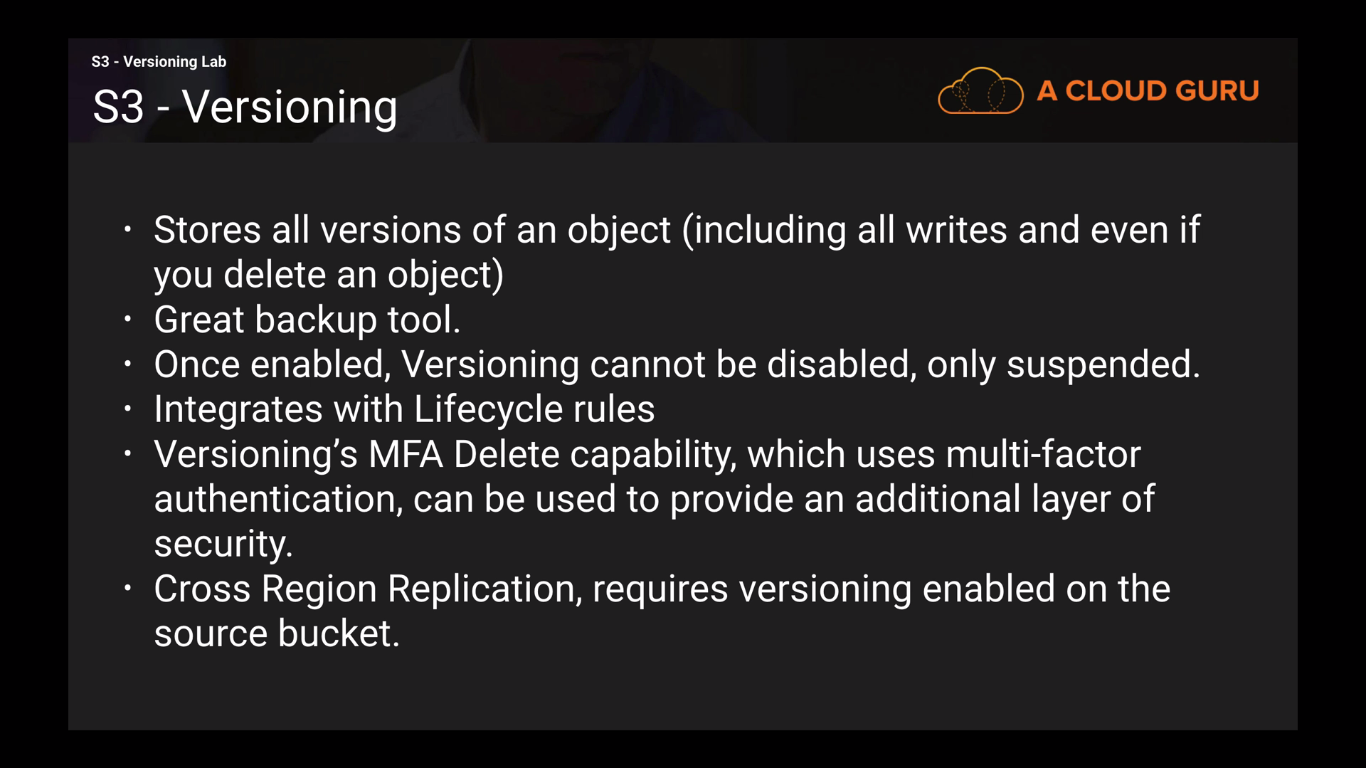 S3 - Versioning Lab
S3 - Versioning
A CLOUD GURU
• Stores all versions of an object (including all writes and even if
you delete an object)
• Great backup tool.
• Once enabled, Versioning cannot be disabled, only suspended.
• Integrates with Lifecycle rules
• Versioning’s MFA Delete capability, which uses multi-factor
authentication, can be used to provide an additional layer of
security.
• Cross Region Replication, requires versioning enabled on the
source bucket.